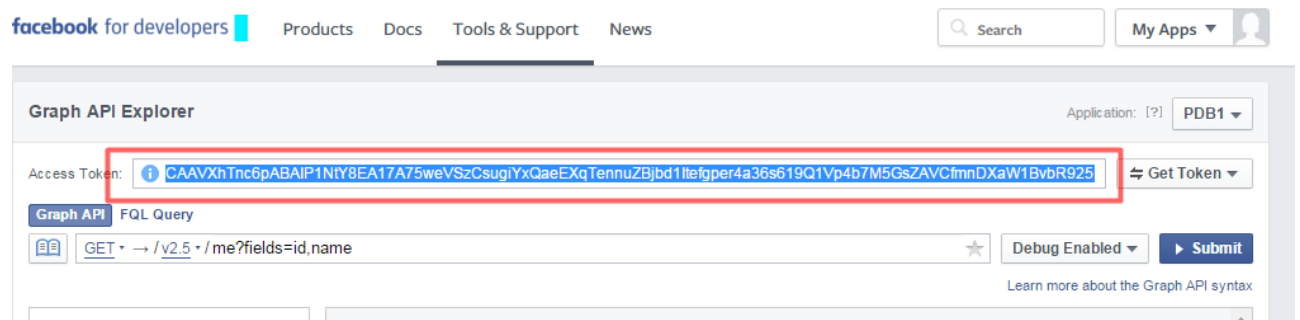 facebook for developers Products Docs Tools & Support News Search My Apps
Graph API Explorer Application: [?] PDB1
Access Token: CAAVXhTnc6pABAIP1NtY8EA17A75weVSzCsugiYxQaeEXqTennuZBjbd1Itefgper4a36s619Q1Vp4b7M5GsZAVCfmnDXaW1BvbR925 Get Token
Graph API FQL Query
GET → / v2.5 / me?fields=id,name Debug Enabled Submit
Learn more about the Graph API syntax